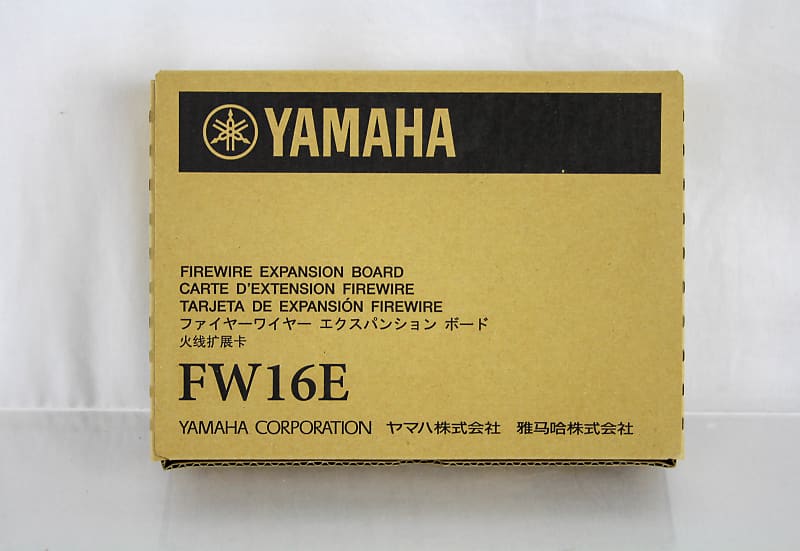 YAMAHA
FIREWIRE EXPANSION BOARD
CARTE D'EXTENSION FIREWIRE
TARJETA DE EXPANSIÓN FIREWIRE
ファイヤーワイヤー エクスパンション ボード
火线扩展卡
FW16E
YAMAHA CORPORATION ヤマハ株式会社 雅马哈株式会社